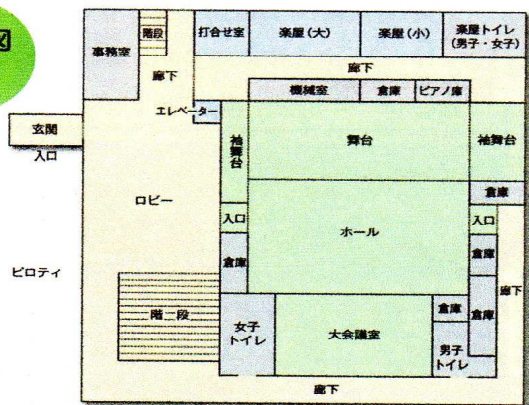 図
階段
打合せ室
楽屋(大)
楽屋(小)
楽屋トイレ
(男子・女子)
事務室
廊下
廊下
機械室
倉庫
ピアノ庫
エレベーター
玄関
入口
袖舞台
舞台
袖舞台
倉庫
ロビー
入口
ホール
入口
倉庫
倉庫
ピロティ
廊下
階段
女子
トイレ
大会議室
倉庫
倉庫
男子
トイレ
廊下